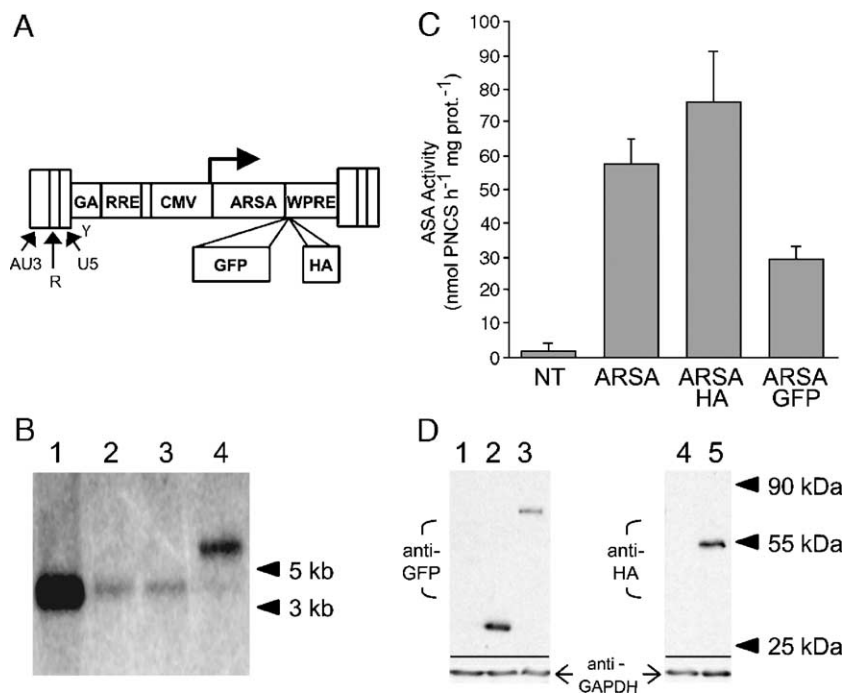 A
GA RRE CMV ARSA WPRE
Y
AU3 U5
R
GFP HA
B
1 2 3 4
5 kb
3 kb
C
ASA Activity
(nmol PNCS h⁻¹ mg prot.⁻¹)
100
90
80
70
60
50
40
30
20
10
0
NT ARSA ARSA ARSA
HA GFP
D
1 2 3 4 5
90 kDa
anti- 55 kDa
GFP
anti-
HA
25 kDa
anti -
GAPDH